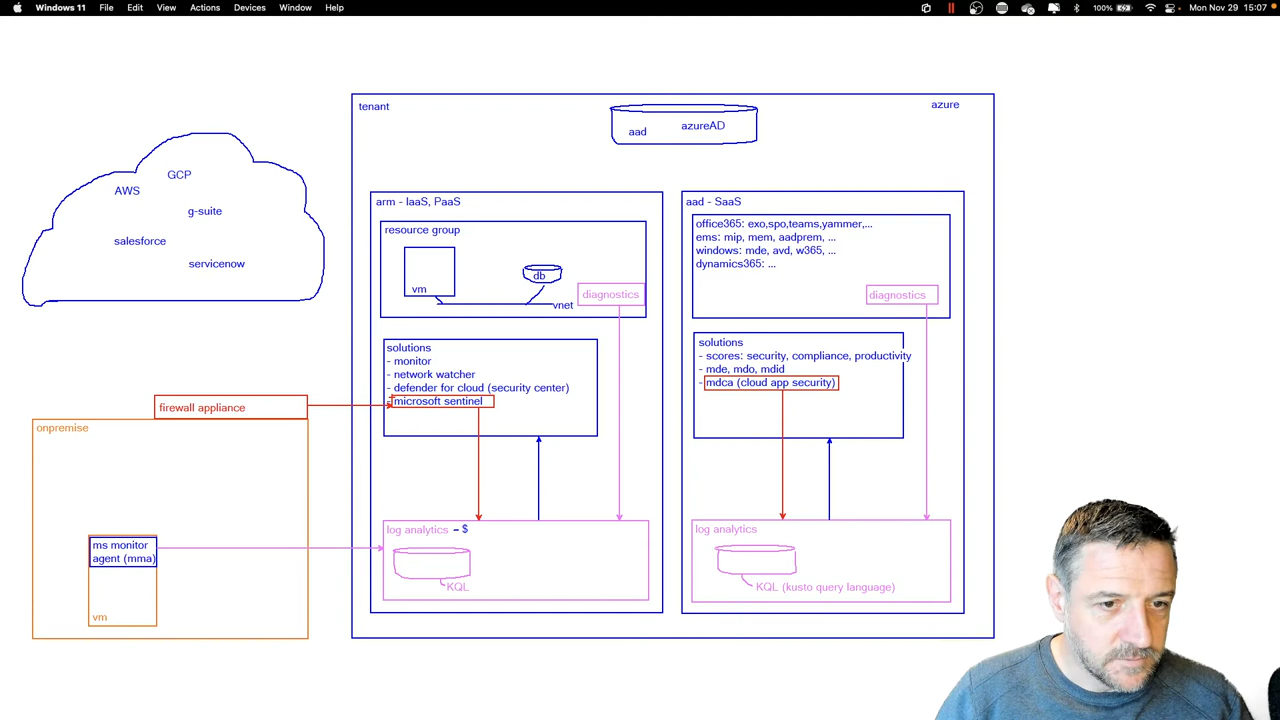 Windows 11 File Edit View Actions Devices Window Help
100% Mon Nov 29 15:07
tenant
azure
aad azureAD
GCP
AWS
g-suite
salesforce
servicenow
arm - IaaS, PaaS
resource group
vm
db
vnet
diagnostics
solutions
- monitor
- network watcher
- defender for cloud (security center)
- microsoft sentinel
log analytics - $
KQL
aad - SaaS
office365: exo,spo,teams,yammer,...
ems: mip, mem, aadprem, ...
windows: mde, avd, w365, ...
dynamics365: ...
diagnostics
solutions
- scores: security, compliance, productivity
- mde, mdo, mdid
- mdca (cloud app security)
log analytics
KQL (kusto query language)
firewall appliance
onpremise
ms monitor
agent (mma)
vm